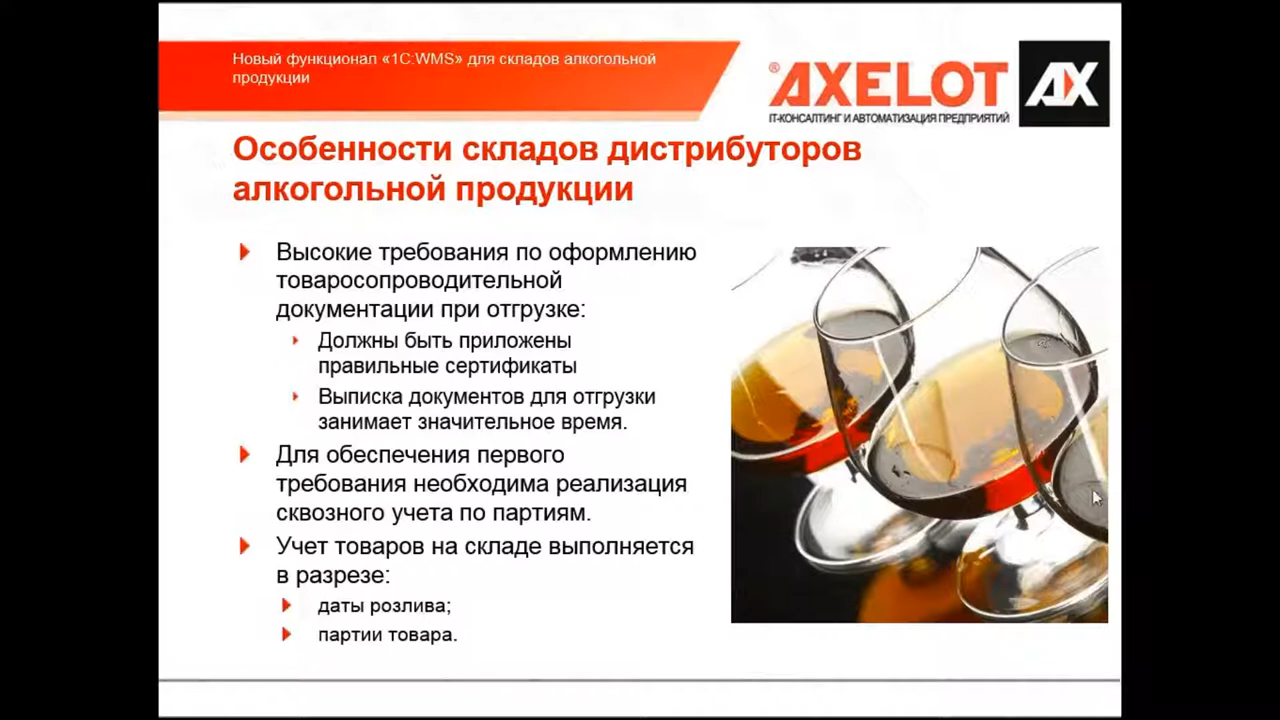 Новый функционал «1С:WMS» для складов алкогольной
продукции
® AXELOT AX
IT-КОНСАЛТИНГ И АВТОМАТИЗАЦИЯ ПРЕДПРИЯТИЙ
Особенности складов дистрибуторов
алкогольной продукции
Высокие требования по оформлению
товаросопроводительной
документации при отгрузке:
Должны быть приложены
правильные сертификаты
Выписка документов для отгрузки
занимает значительное время.
Для обеспечения первого
требования необходима реализация
сквозного учета по партиям.
Учет товаров на складе выполняется
в разрезе:
даты розлива;
партии товара.